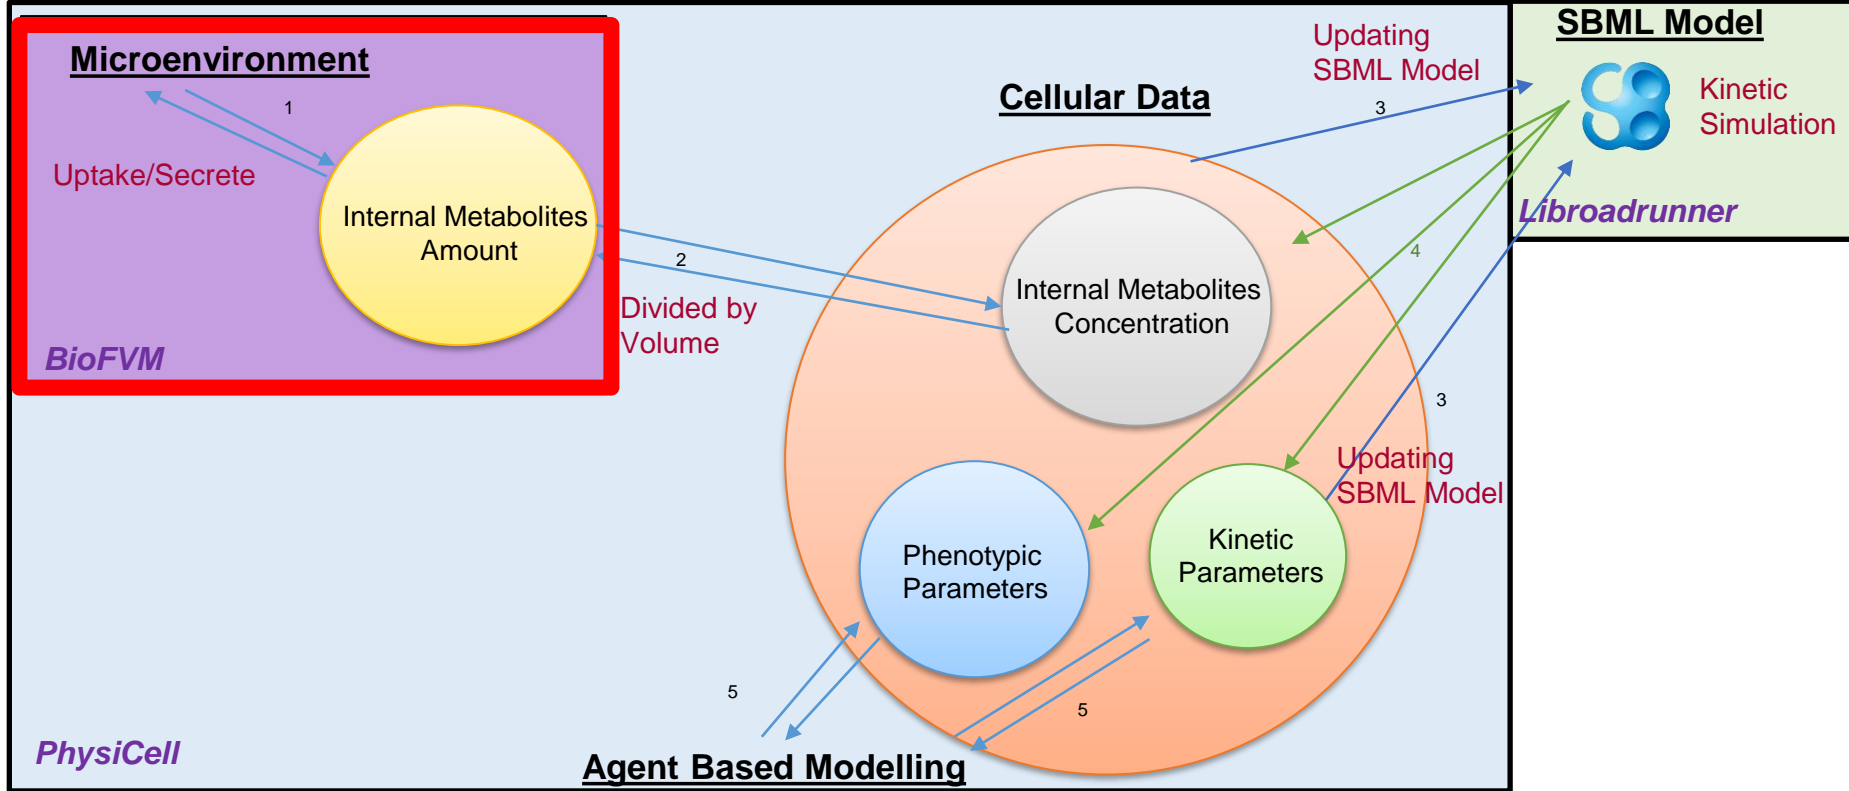 Microenvironment
1
Uptake/Secrete
Internal Metabolites
Amount
BioFVM
2
Divided by
Volume
Cellular Data
Updating
SBML Model
3
SBML Model
Kinetic
Simulation
Libroadrunner
4
Internal Metabolites
Concentration
3
Updating
SBML Model
Phenotypic
Parameters
Kinetic
Parameters
5
5
PhysiCell
Agent Based Modelling